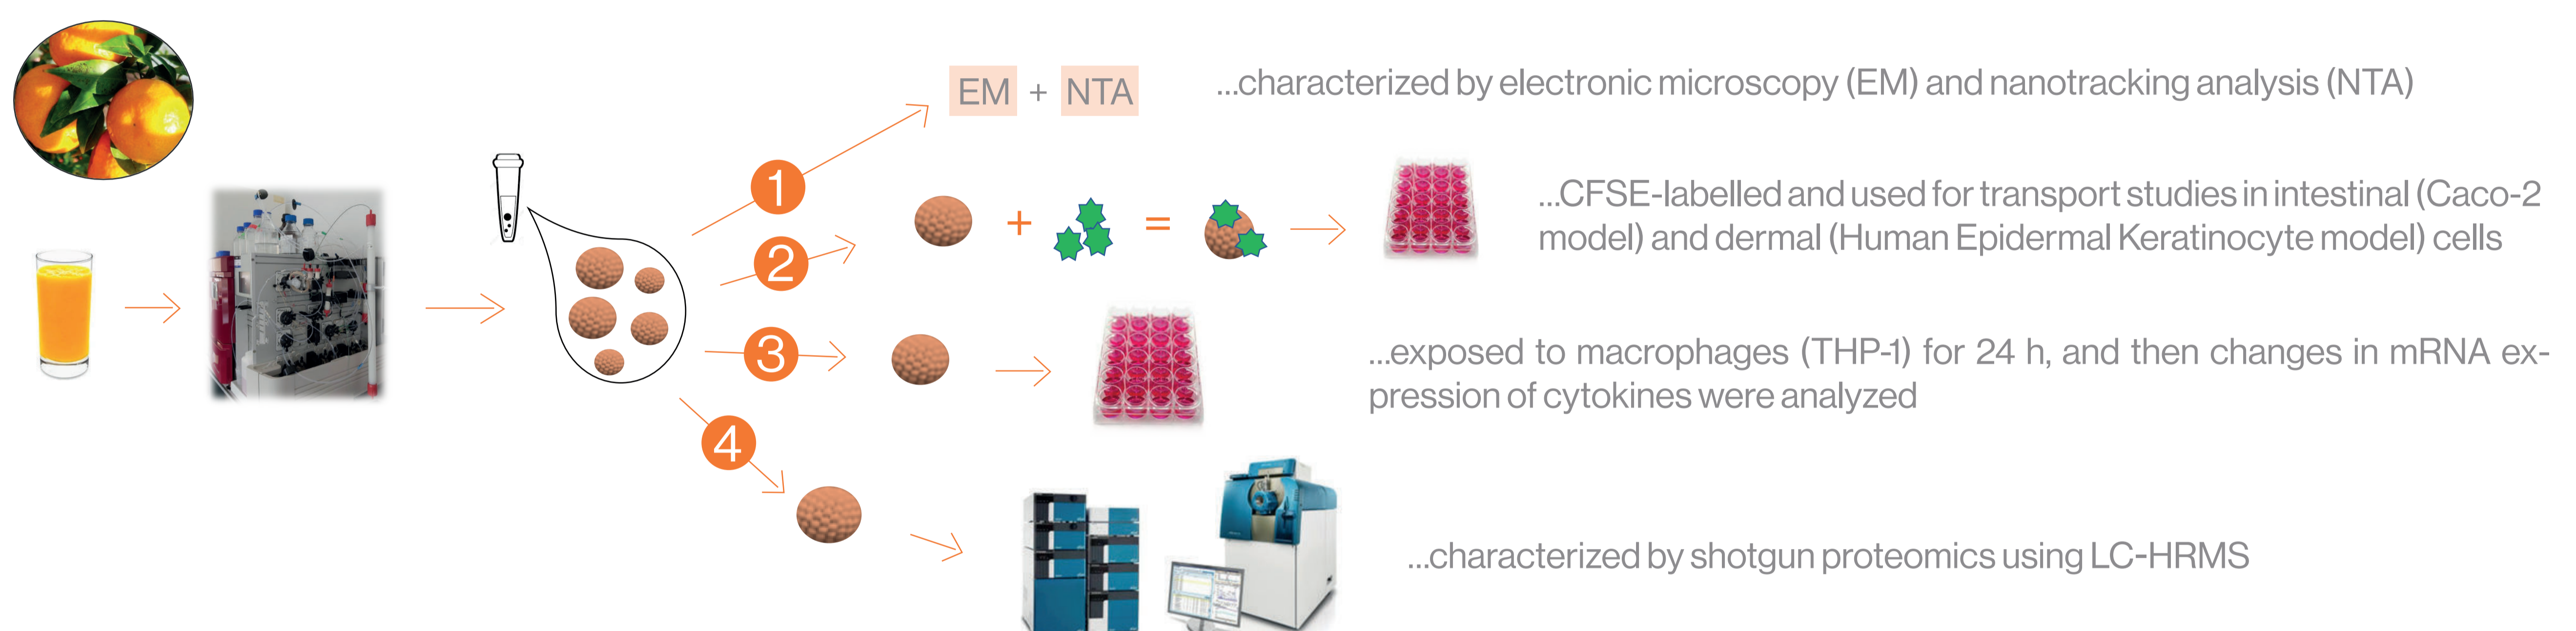 EM + NTA
...characterized by electronic microscopy (EM) and nanotracking analysis (NTA)
1
2
+
=
...CFSE-labelled and used for transport studies in intestinal (Caco-2
model) and dermal (Human Epidermal Keratinocyte model) cells
3
...exposed to macrophages (THP-1) for 24 h, and then changes in mRNA ex-
pression of cytokines were analyzed
4
...characterized by shotgun proteomics using LC-HRMS